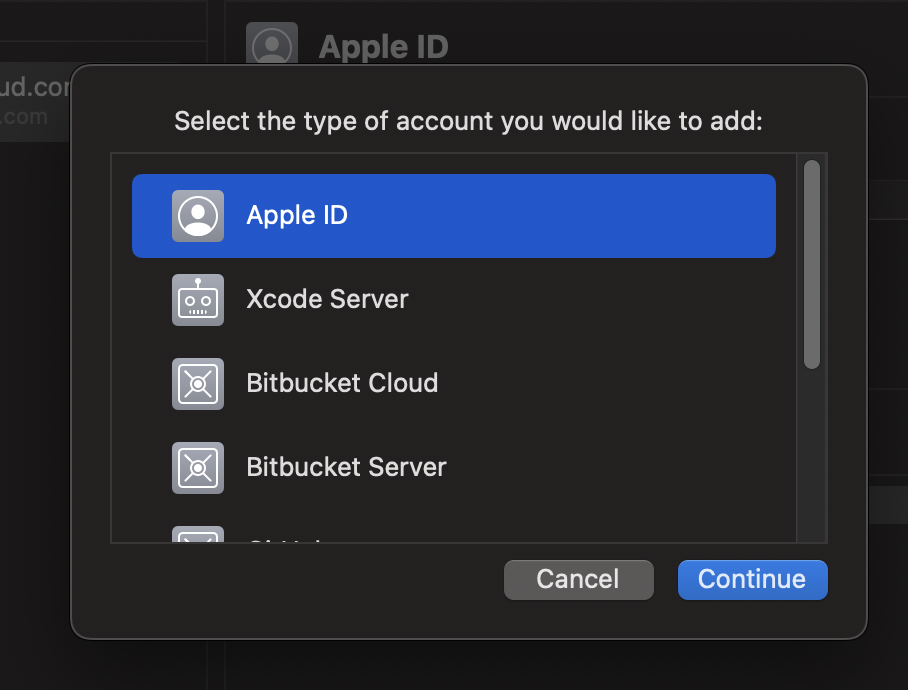 Apple ID
ud.com
.com
Select the type of account you would like to add:
Apple ID
Xcode Server
Bitbucket Cloud
Bitbucket Server
Cancel
Continue